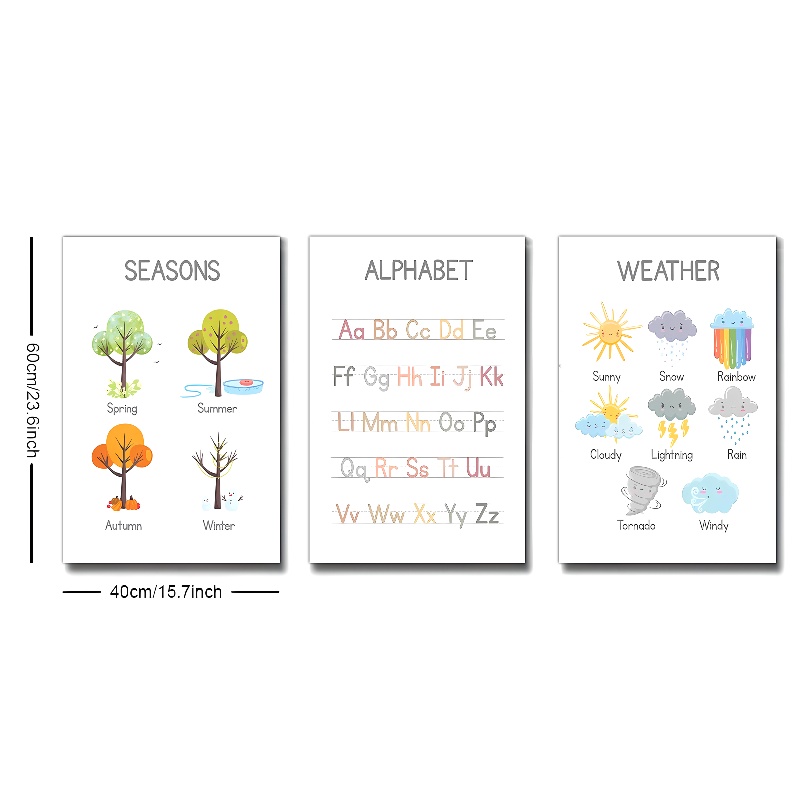 SEASONS
Spring
Summer
Autumn
Winter
ALPHABET
Aa Bb Cc Dd Ee
Ff Gg Hh Ii Jj Kk
Ll Mm Nn Oo Pp
Qq Rr Ss Tt Uu
Vv Ww Xx Yy Zz
WEATHER
Sunny Snow Rainbow
Cloudy Lightning Rain
Tornado Windy
60cm/23.6inch
40cm/15.7inch